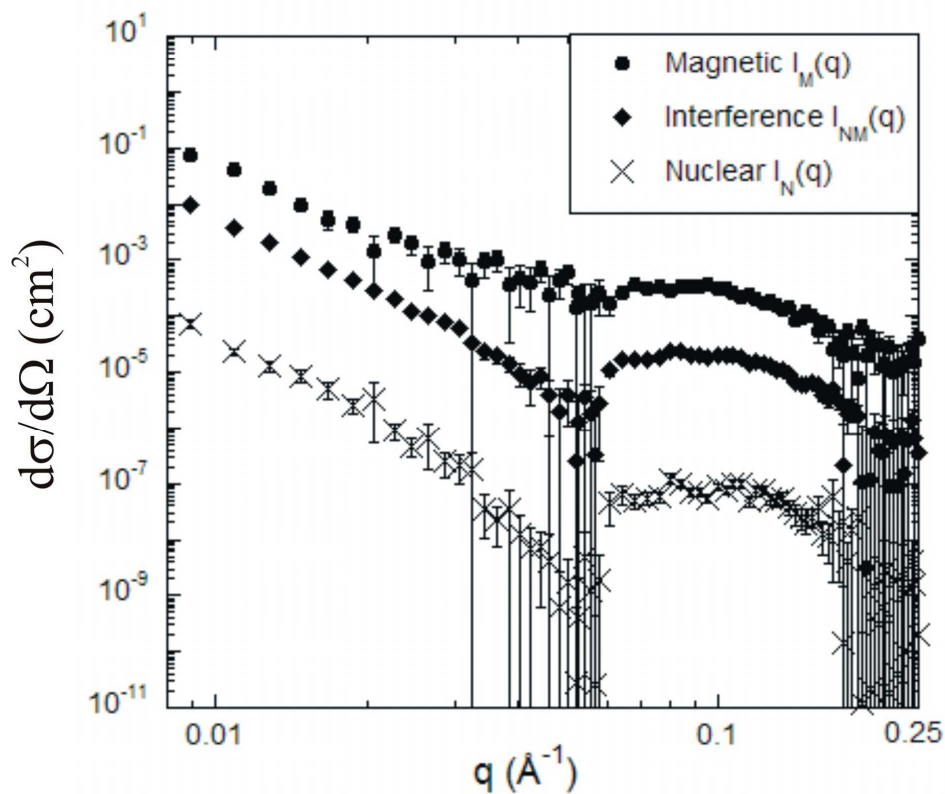 10^1
10^-1
10^-3
10^-5
10^-7
10^-9
10^-11
dσ/dΩ (cm^2)
Magnetic I_M(q)
Interference I_NM(q)
Nuclear I_N(q)
0.01
0.1
0.25
q (Å^-1)